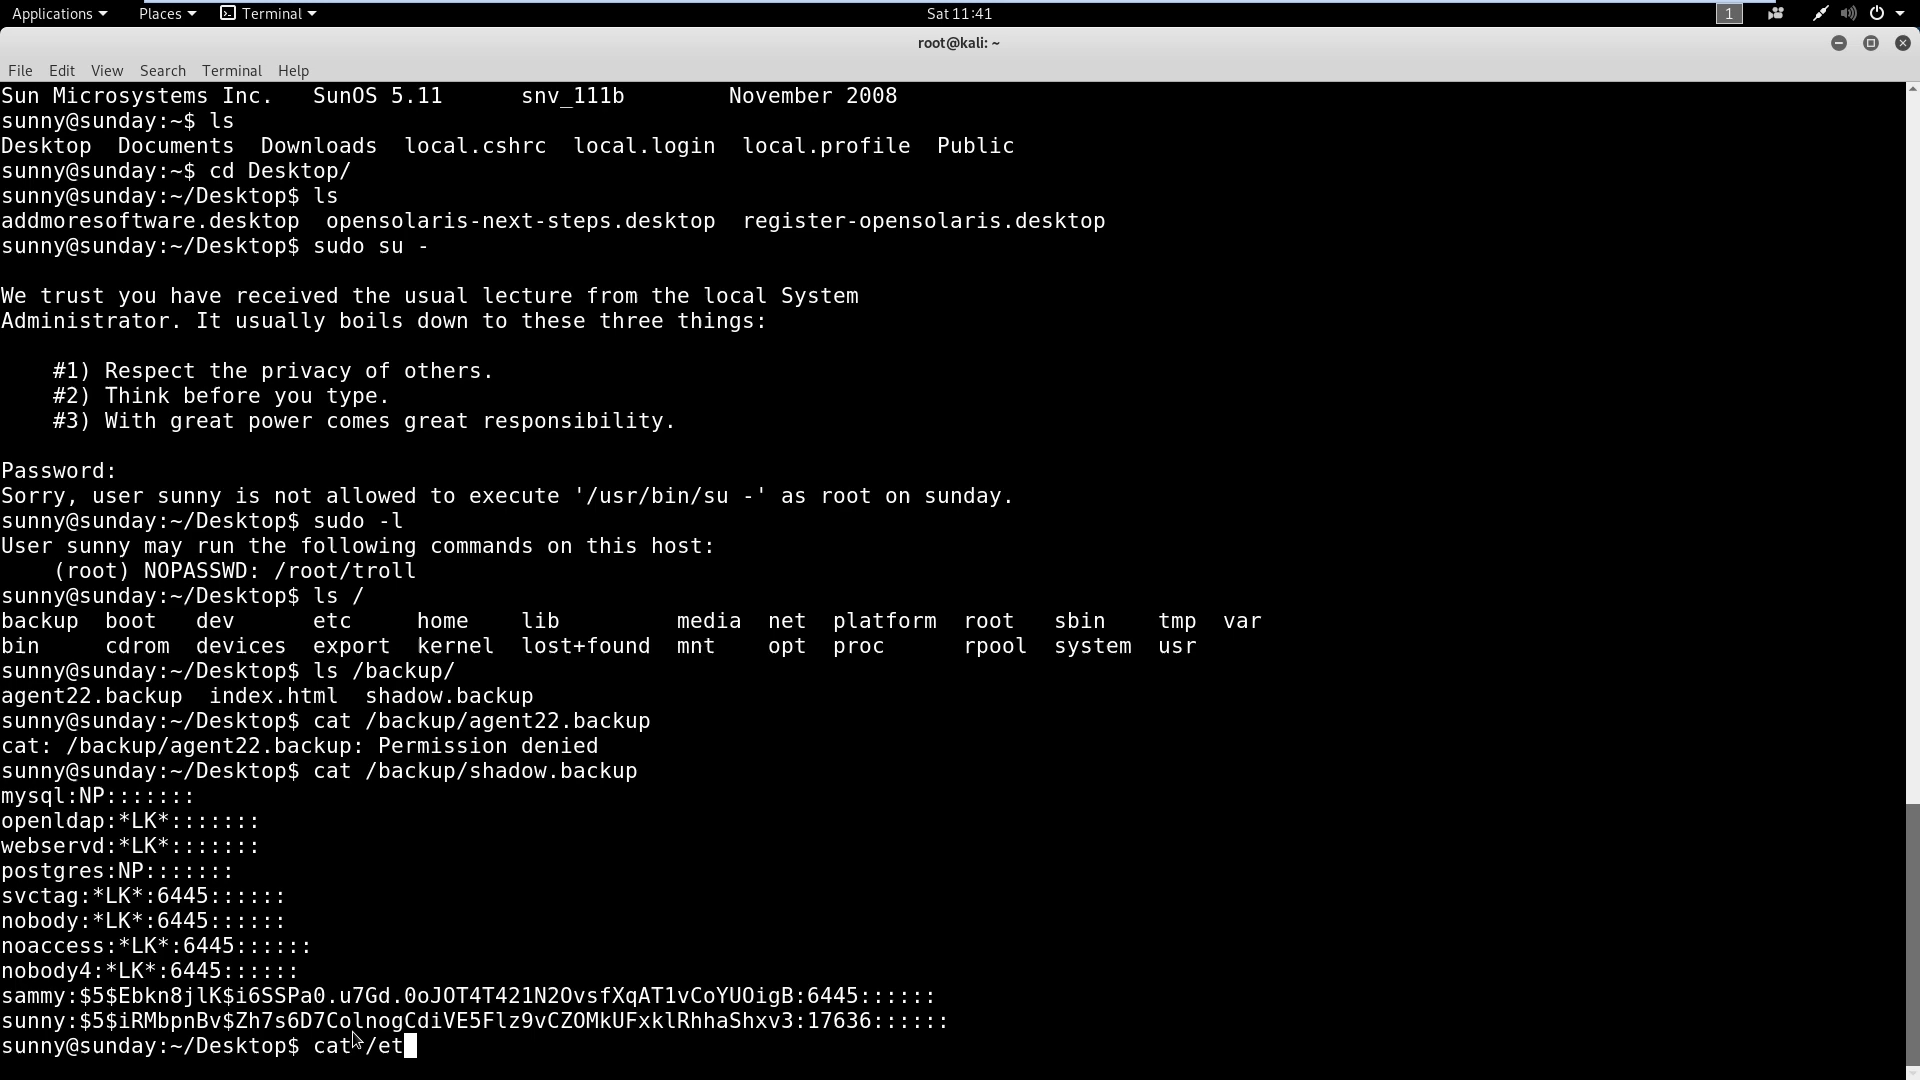 Applications Places Terminal Sat 11:41 1
root@kali: ~
File Edit View Search Terminal Help
Sun Microsystems Inc.   SunOS 5.11      snv_111b        November 2008
sunny@sunday:~$ ls
Desktop  Documents  Downloads  local.cshrc  local.login  local.profile  Public
sunny@sunday:~$ cd Desktop/
sunny@sunday:~/Desktop$ ls
addmoresoftware.desktop  opensolaris-next-steps.desktop  register-opensolaris.desktop
sunny@sunday:~/Desktop$ sudo su -
We trust you have received the usual lecture from the local System
Administrator. It usually boils down to these three things:
    #1) Respect the privacy of others.
    #2) Think before you type.
    #3) With great power comes great responsibility.
Password:
Sorry, user sunny is not allowed to execute '/usr/bin/su -' as root on sunday.
sunny@sunday:~/Desktop$ sudo -l
User sunny may run the following commands on this host:
    (root) NOPASSWD: /root/troll
sunny@sunday:~/Desktop$ ls /
backup  boot   dev      etc     home    lib         media  net  platform  root   sbin    tmp  var
bin     cdrom  devices  export  kernel  lost+found  mnt    opt  proc      rpool  system  usr
sunny@sunday:~/Desktop$ ls /backup/
agent22.backup  index.html  shadow.backup
sunny@sunday:~/Desktop$ cat /backup/agent22.backup
cat: /backup/agent22.backup: Permission denied
sunny@sunday:~/Desktop$ cat /backup/shadow.backup
mysql:NP:::::::
openldap:*LK*:::::::
webservd:*LK*:::::::
postgres:NP:::::::
svctag:*LK*:6445::::::
nobody:*LK*:6445::::::
noaccess:*LK*:6445::::::
nobody4:*LK*:6445::::::
sammy:$5$Ebkn8jlK$i6SSPa0.u7Gd.0oJOT4T421N2OvsfXqAT1vCoYUOigB:6445::::::
sunny:$5$iRMbpnBv$Zh7s6D7ColnogCdiVE5Flz9vCZOMkUFxklRhhaShxv3:17636::::::
sunny@sunday:~/Desktop$ cat /et